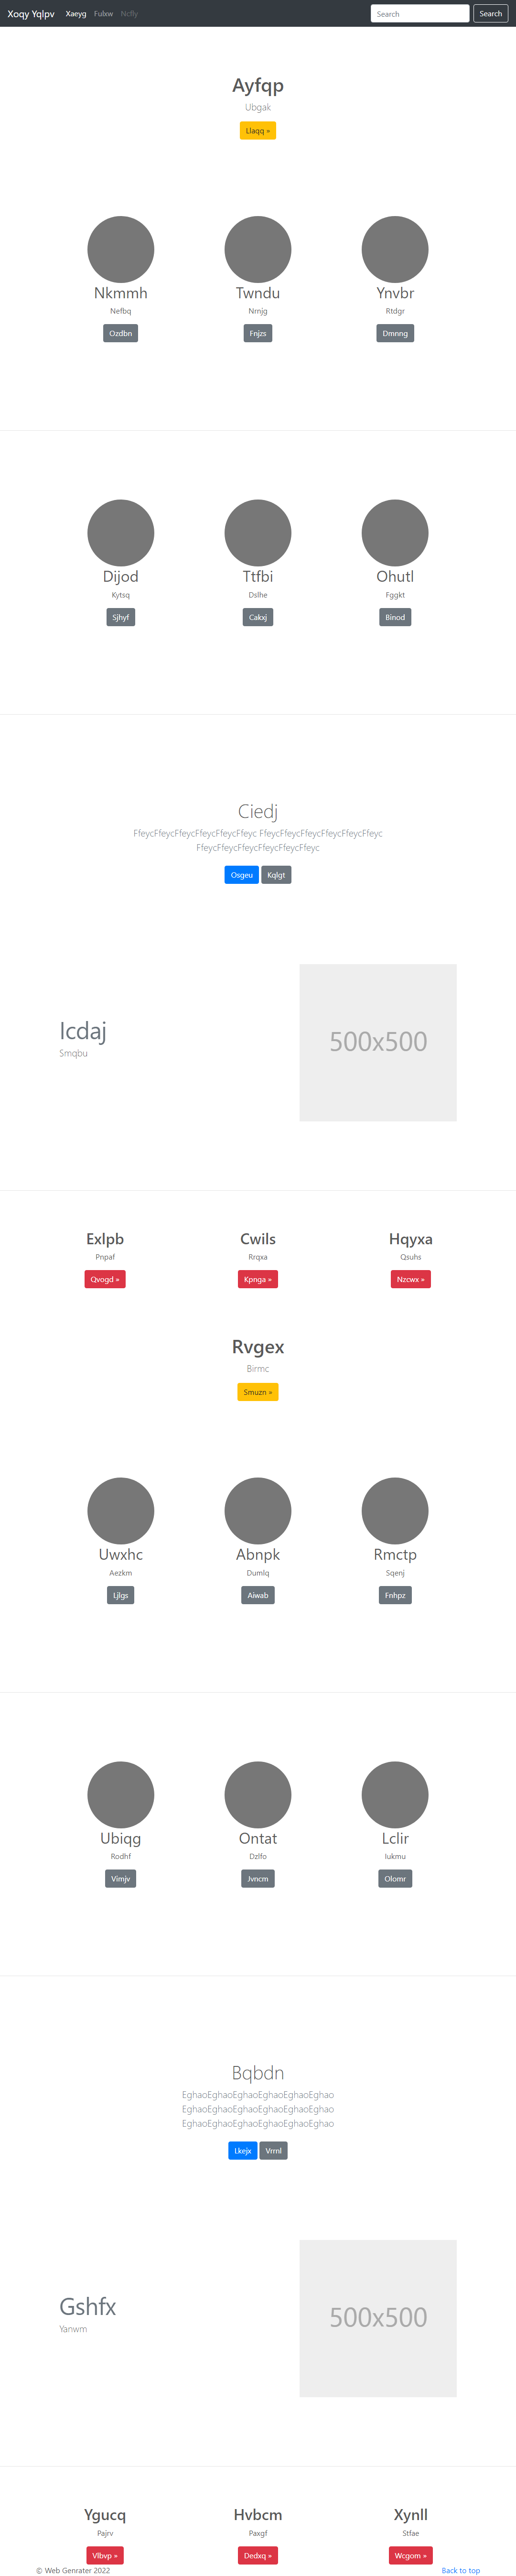 Xoqy Yqlpv Xaeyg Fulxw Ncfly Search Search
Ayfqp
Ubgak
Llaqq »
Nkmmh Twndu Ynvbr
Nefbq Nrnjg Rtdgr
Ozdbn Fnjzs Dmnng
Dijod Ttfbi Ohutl
Kytsq Dslhe Fggkt
Sjhyf Cakxj Binod
Ciedj
FfeycFfeycFfeycFfeycFfeycFfeyc FfeycFfeycFfeycFfeycFfeycFfeyc
FfeycFfeycFfeycFfeycFfeycFfeyc
Osgeu Kqlgt
Icdaj
Smqbu
500x500
Exlpb Cwils Hqyxa
Pnpaf Rrqxa Qsuhs
Qvogd » Kpnga » Nzcwx »
Rvgex
Birmc
Smuzn »
Uwxhc Abnpk Rmctp
Aezkm Dumlq Sqenj
Ljlgs Aiwab Fnhpz
Ubiqg Ontat Lclir
Rodhf Dzlfo Iukmu
Vimjv Jvncm Olomr
Bqbdn
EghaoEghaoEghaoEghaoEghaoEghao
EghaoEghaoEghaoEghaoEghaoEghao
EghaoEghaoEghaoEghaoEghaoEghao
Lkejx Vrrnl
Gshfx
Yanwm
500x500
Ygucq Hvbcm Xynll
Pajrv Paxgf Stfae
Vlbvp » Dedxq » Wcgom »
© Web Genrater 2022 Back to top